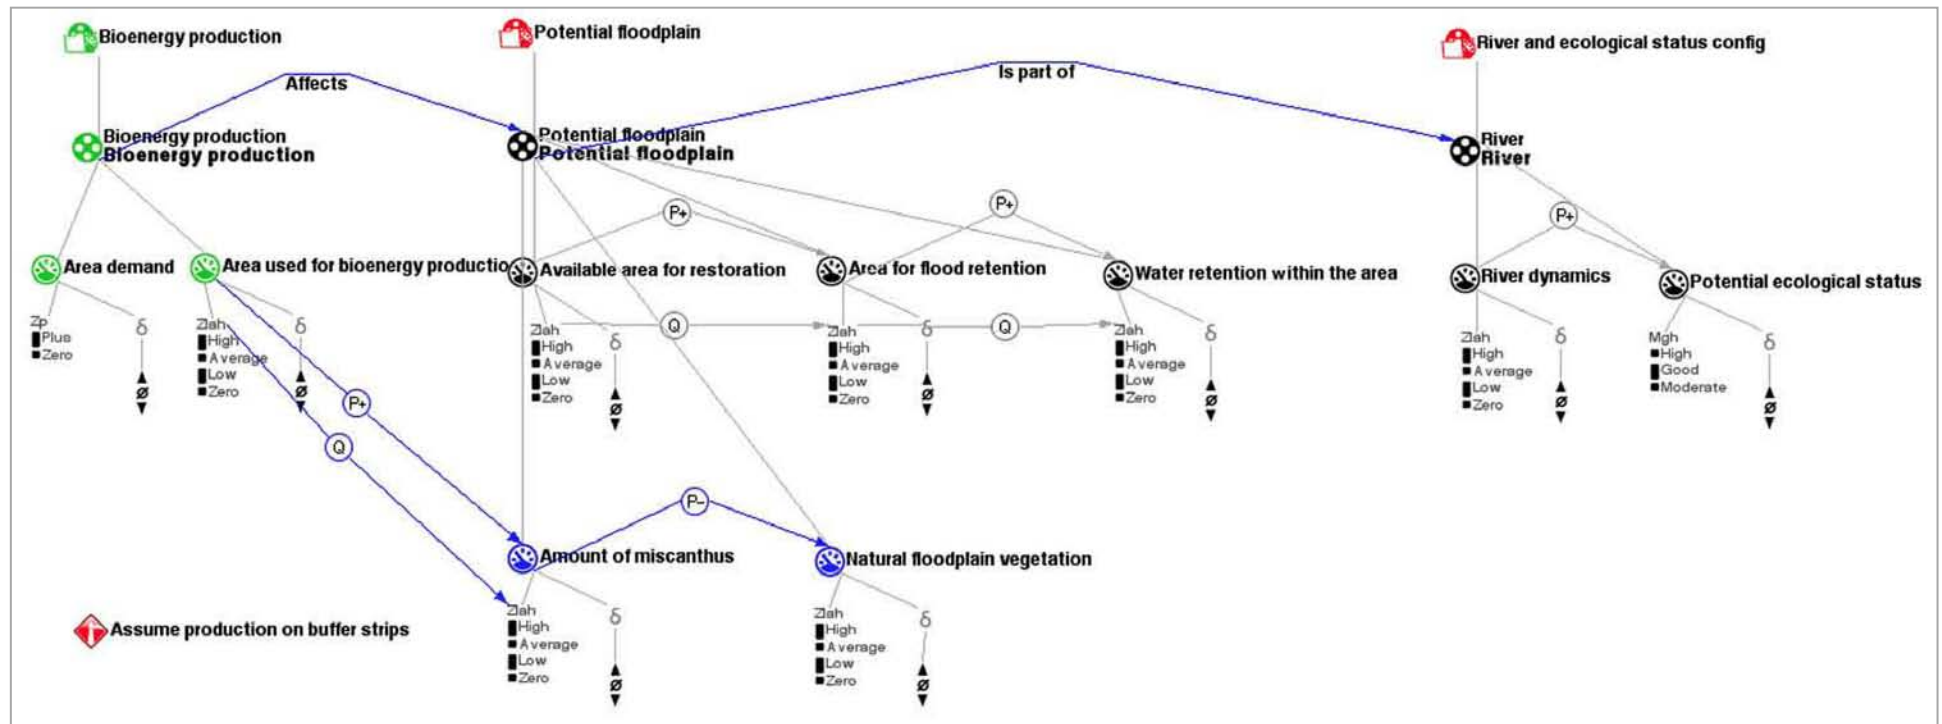 Bioenergy production
Potential floodplain
River and ecological status config
Affects
Is part of
Bioenergy production
Bioenergy production
Potential floodplain
Potential floodplain
River
River
P+
P+
P+
Area demand
Area used for bioenergy productio
Available area for restoration
Area for flood retention
Water retention within the area
River dynamics
Potential ecological status
Zp
Plus
Zero
δ
Zlah
High
Average
Low
Zero
δ
Zlah
High
Average
Low
Zero
δ
Q
Zlah
High
Average
Low
Zero
δ
Q
Zlah
High
Average
Low
Zero
δ
Zlah
High
Average
Low
Zero
δ
Mgh
High
Good
Moderate
δ
ø
ø
ø
ø
ø
ø
ø
P+
Q
P-
Amount of miscanthus
Natural floodplain vegetation
Zlah
High
Average
Low
Zero
δ
ø
Zlah
High
Average
Low
Zero
δ
ø
Assume production on buffer strips